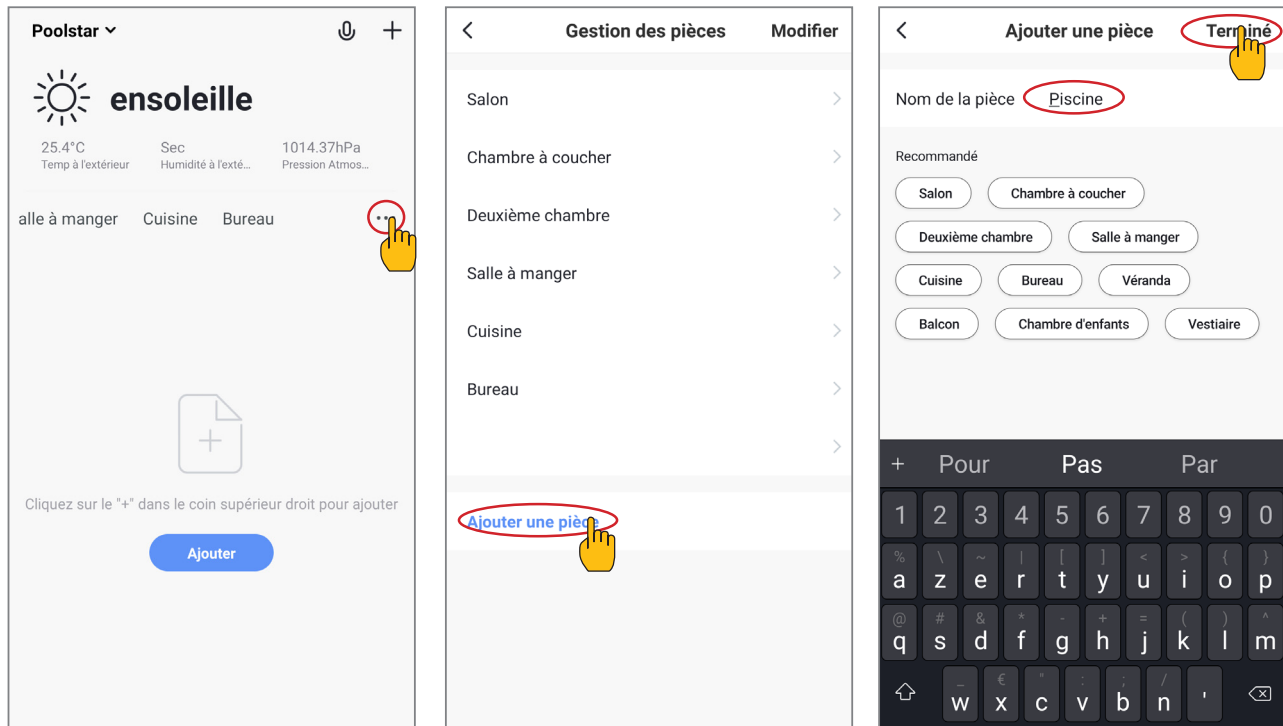 Poolstar
ensoleille
25.4°C Sec 1014.37hPa
Temp à l'extérieur Humidité à l'exté... Pression Atmos...
alle à manger Cuisine Bureau
Cliquez sur le "+" dans le coin supérieur droit pour ajouter
Ajouter
Gestion des pièces Modifier
Salon
Chambre à coucher
Deuxième chambre
Salle à manger
Cuisine
Bureau
Ajouter une pièce
Ajouter une pièce Terminé
Nom de la pièce Piscine
Recommandé
Salon Chambre à coucher
Deuxième chambre Salle à manger
Cuisine Bureau Véranda
Balcon Chambre d'enfants Vestiaire
+ Pour Pas Par
1 2 3 4 5 6 7 8 9 0
% \ ~ | [ ] < > { }
a z e r t y u i o p
@ # & * - + = ( ) ^
q s d f g h j k l m
_ € " : ; /
w x c v b n '